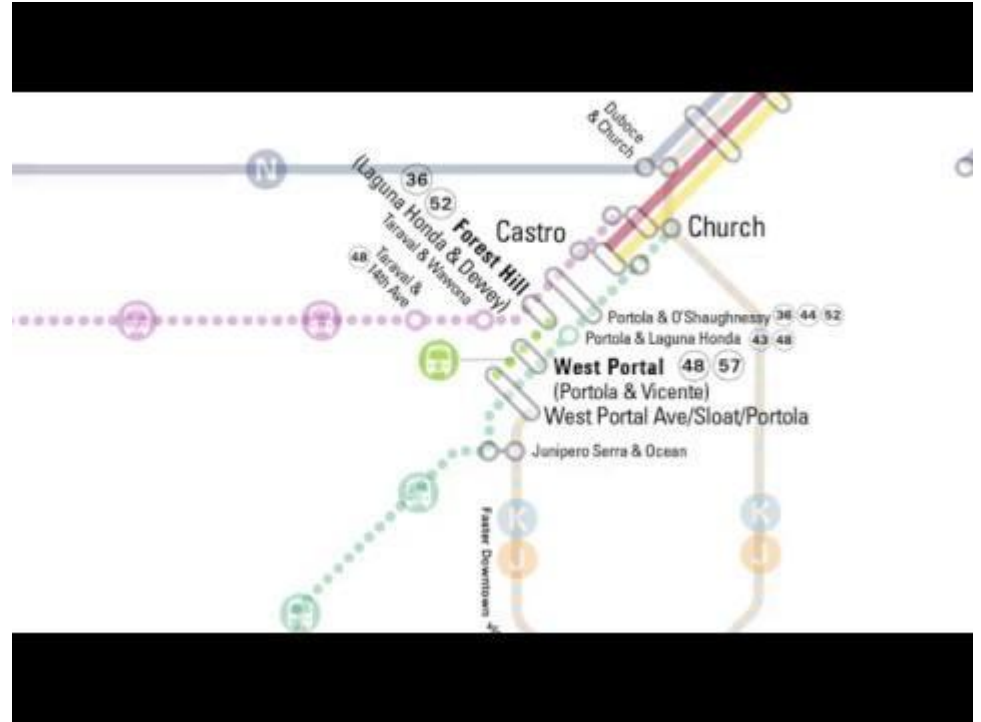 Duboce
& Church
N
36
52
Forest Hill
(Laguna Honda & Dewey)
Taraval & Wawona
48 Taraval &
14th Ave
Castro
Church
Portola & O'Shaughnessy 36 44 52
Portola & Laguna Honda 43 48
West Portal 48 57
(Portola & Vicente)
West Portal Ave/Sloat/Portola
Junipero Serra & Ocean
K
J
K
J
Faster Downtown